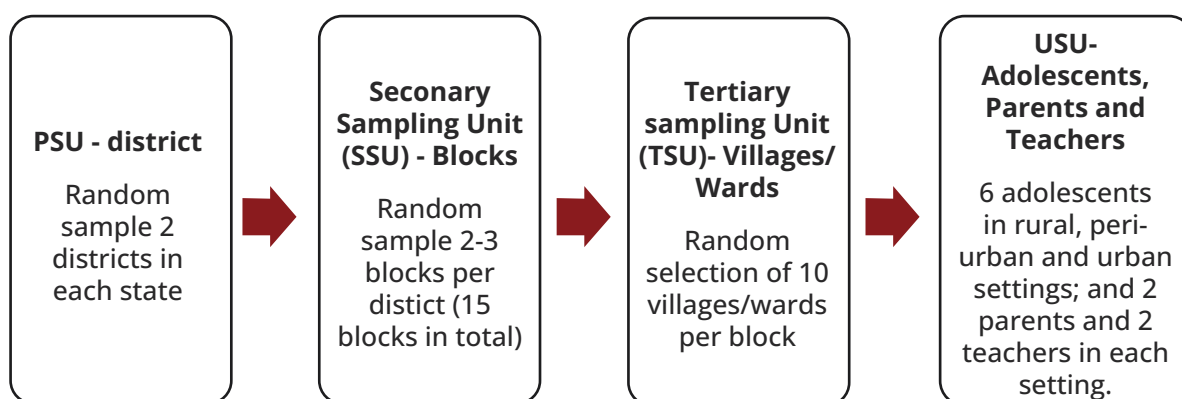 PSU - district
Random
sample 2
districts in
each state
Seconary
Sampling Unit
(SSU) - Blocks
Random
sample 2-3
blocks per
distict (15
blocks in total)
Tertiary
sampling Unit
(TSU)- Villages/
Wards
Random
selection of 10
villages/wards
per block
USU-
Adolescents,
Parents and
Teachers
6 adolescents
in rural, peri-
urban and urban
settings; and 2
parents and 2
teachers in each
setting.